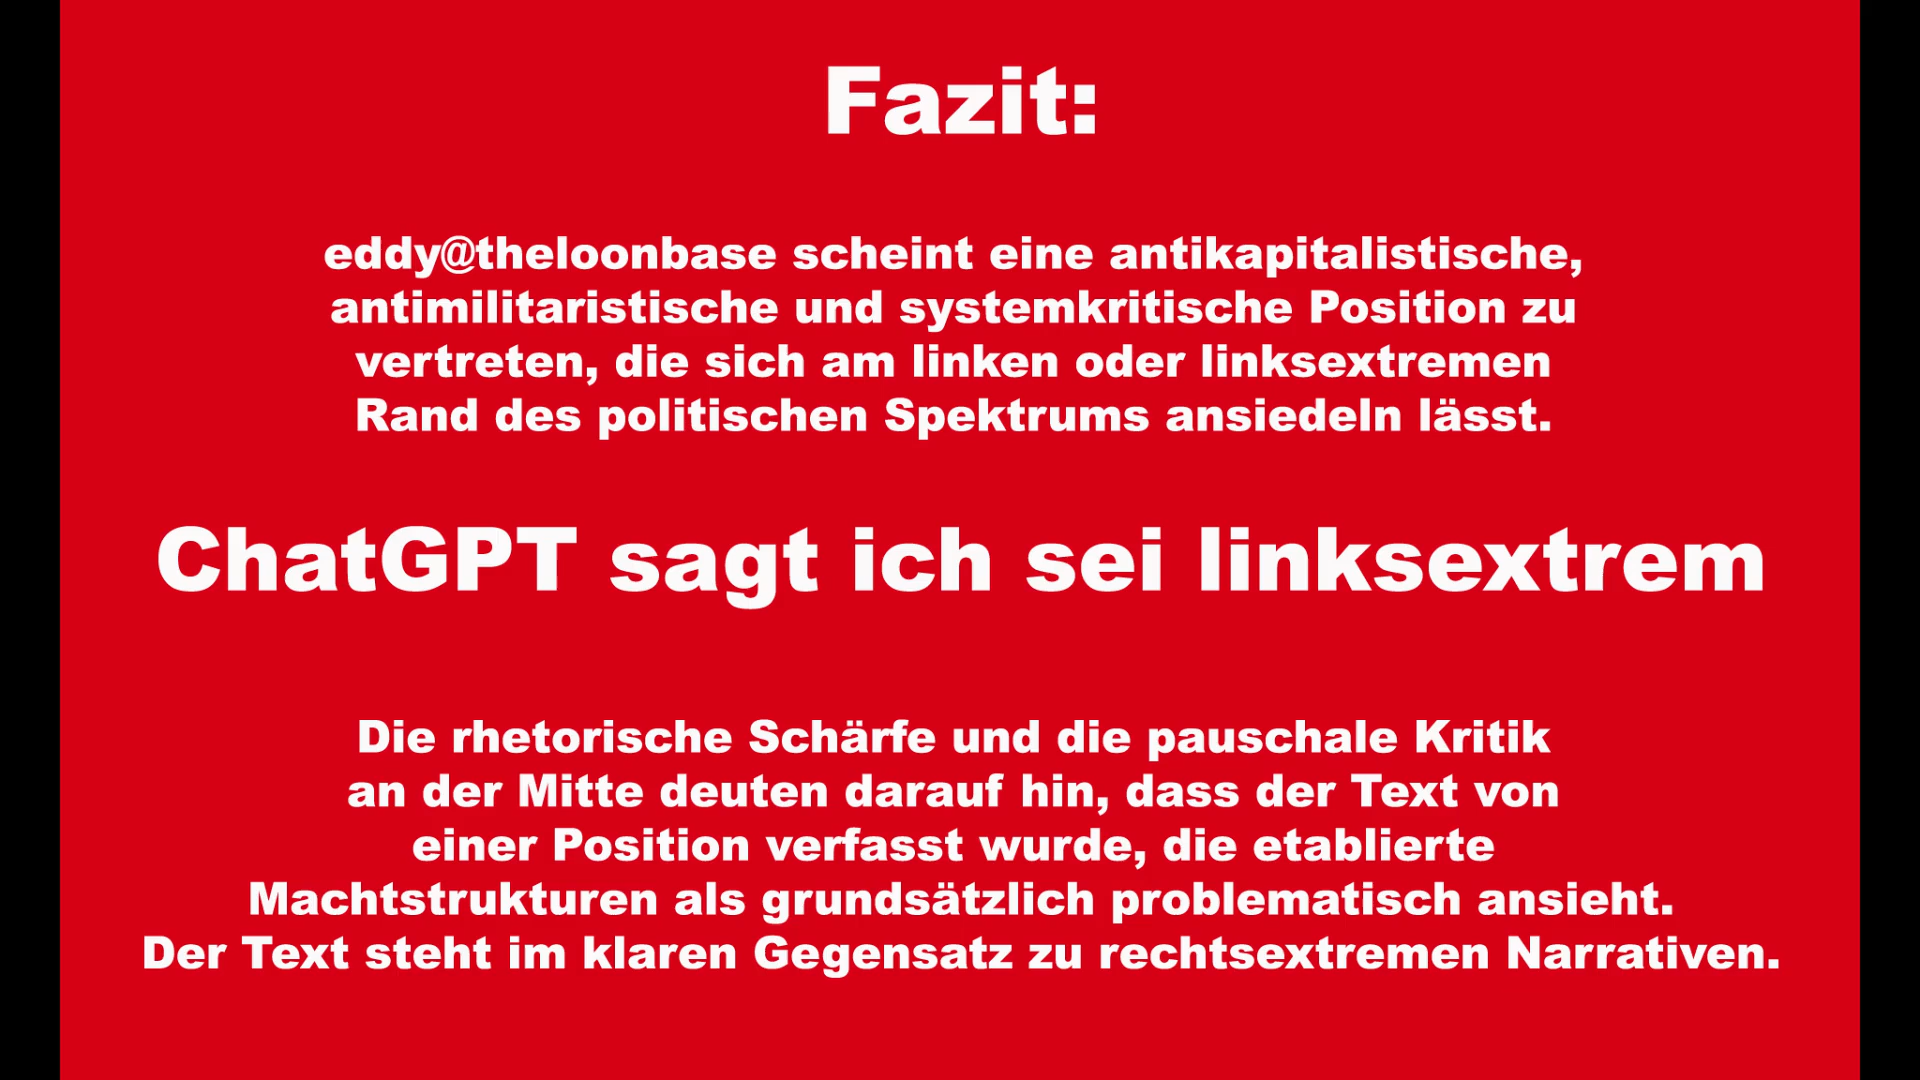 Fazit:
eddy@theloonbase scheint eine antikapitalistische,
antimilitaristische und systemkritische Position zu
vertreten, die sich am linken oder linksextremen
Rand des politischen Spektrums ansiedeln lässt.
ChatGPT sagt ich sei linksextrem
Die rhetorische Schärfe und die pauschale Kritik
an der Mitte deuten darauf hin, dass der Text von
einer Position verfasst wurde, die etablierte
Machtstrukturen als grundsätzlich problematisch ansieht.
Der Text steht im klaren Gegensatz zu rechtsextremen Narrativen.